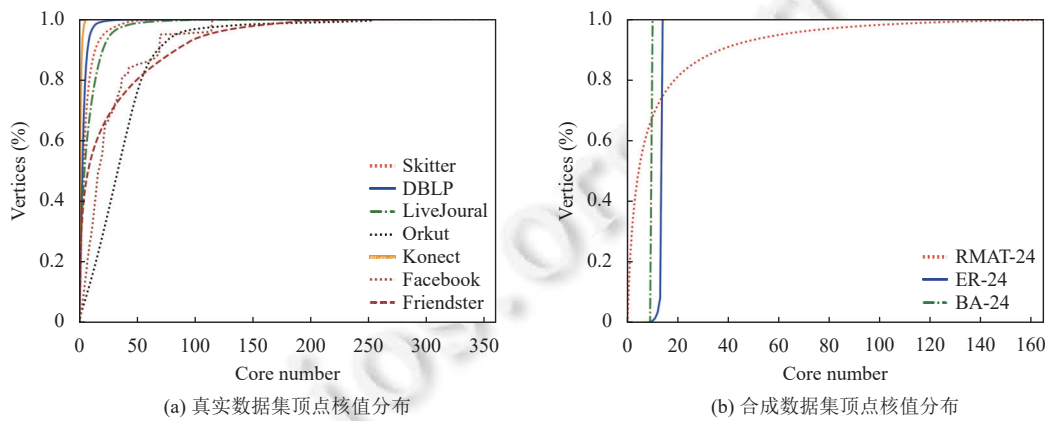 1.0
0.8
0.6
0.4
0.2
0
Vertices (%)
Skitter
DBLP
LiveJoural
Orkut
Konect
Facebook
Friendster
0 50 100 150 200 250 300 350
Core number
(a) 真实数据集顶点核值分布
1.0
0.8
0.6
0.4
0.2
0
Vertices (%)
RMAT-24
ER-24
BA-24
0 20 40 60 80 100 120 140 160
Core number
(b) 合成数据集顶点核值分布